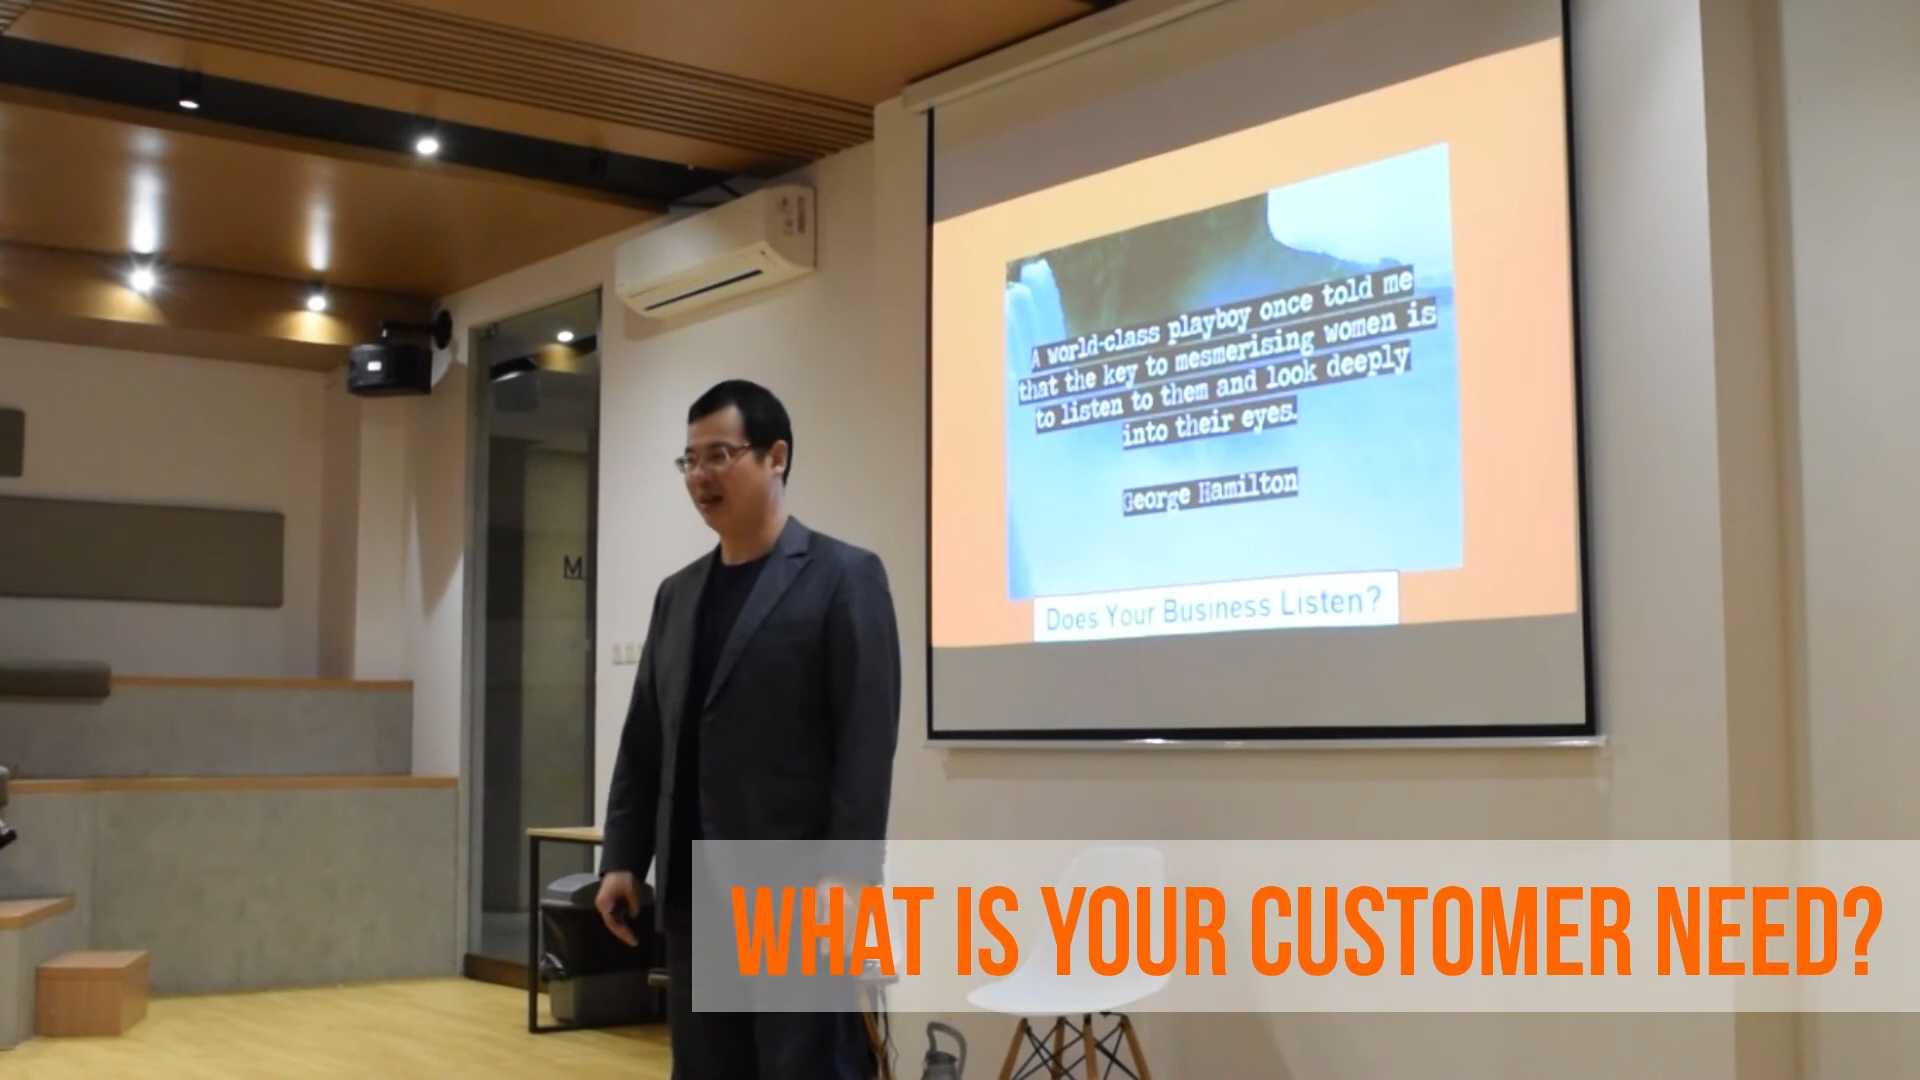 A world-class playboy once told me
that the key to mesmerising women is
to listen to them and look deeply
into their eyes.
George Hamilton
Does Your Business Listen?
M
WHAT IS YOUR CUSTOMER NEED?